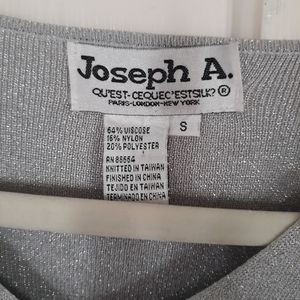 Joseph A.
QU'EST-CEQUEC'ESTSILK?®
PARIS-LONDON-NEW YORK
S
64% VISCOSE
16% NYLON
20% POLYESTER
RN 86664
KNITTED IN TAIWAN
FINISHED IN CHINA
TEJIDO EN TAIWAN
TERMINADO EN CHINA